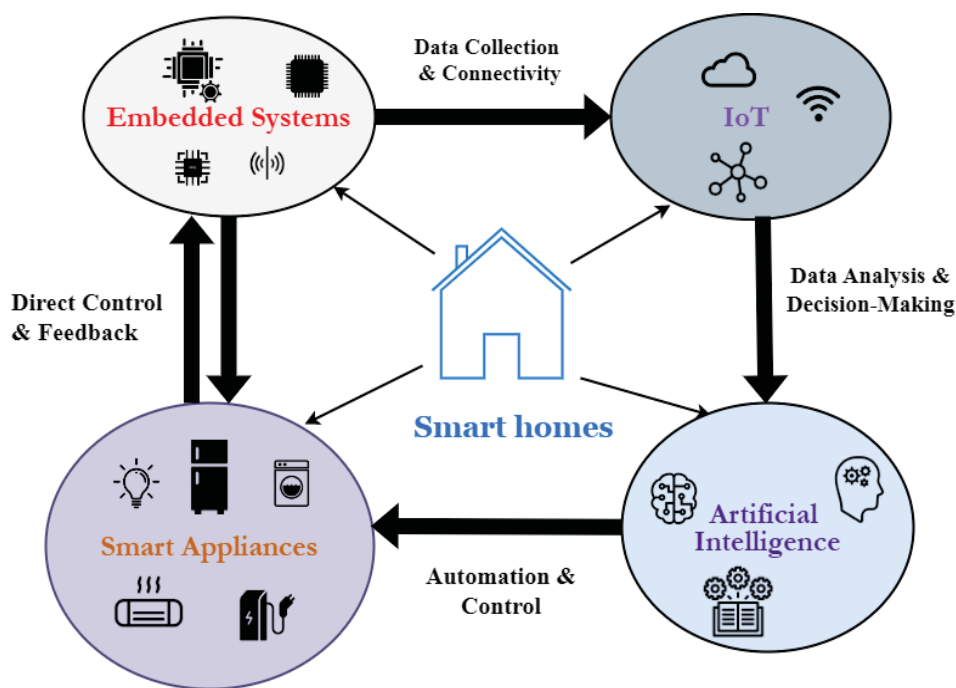 Data Collection
& Connectivity
Embedded Systems
IoT
Direct Control
& Feedback
Data Analysis &
Decision-Making
Smart homes
Smart Appliances
Artificial
Intelligence
Automation &
Control